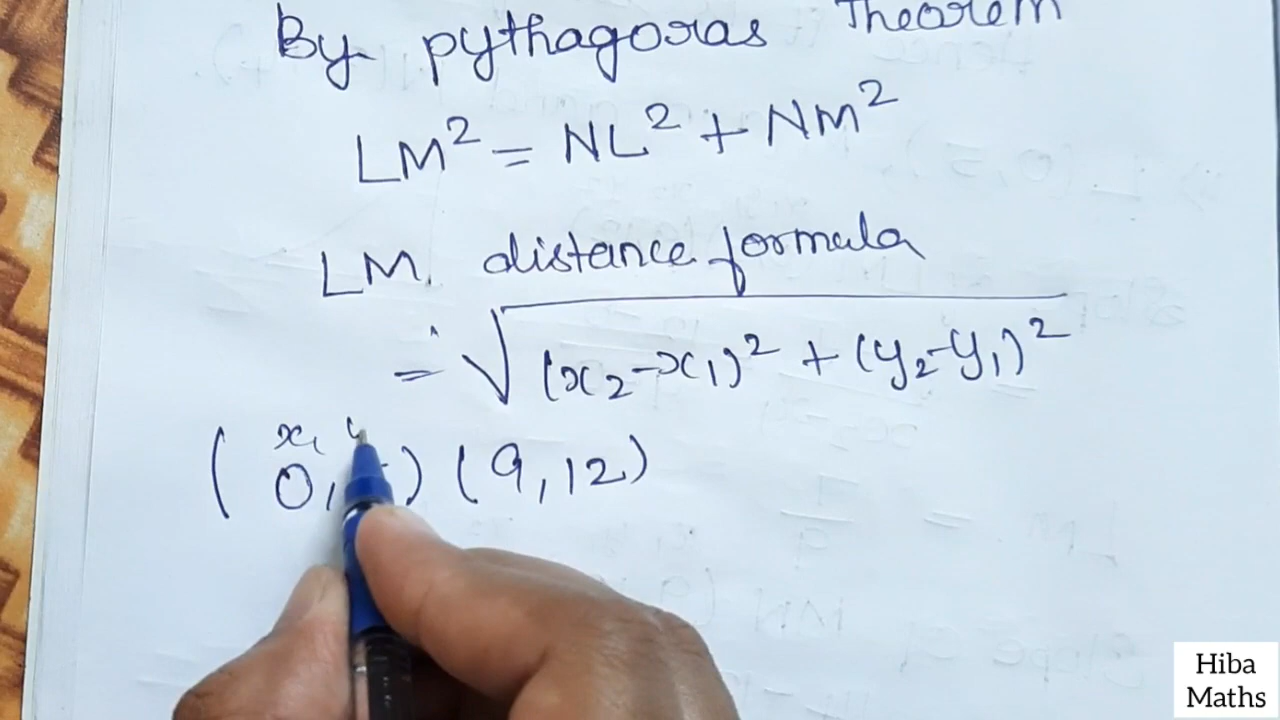 By pythagoras Theorem
LM² = NL² + NM²
LM. distance formula
= √(x₂-x₁)² + (y₂-y₁)²
x₁
( 0, ) (9,12)
Hiba
Maths